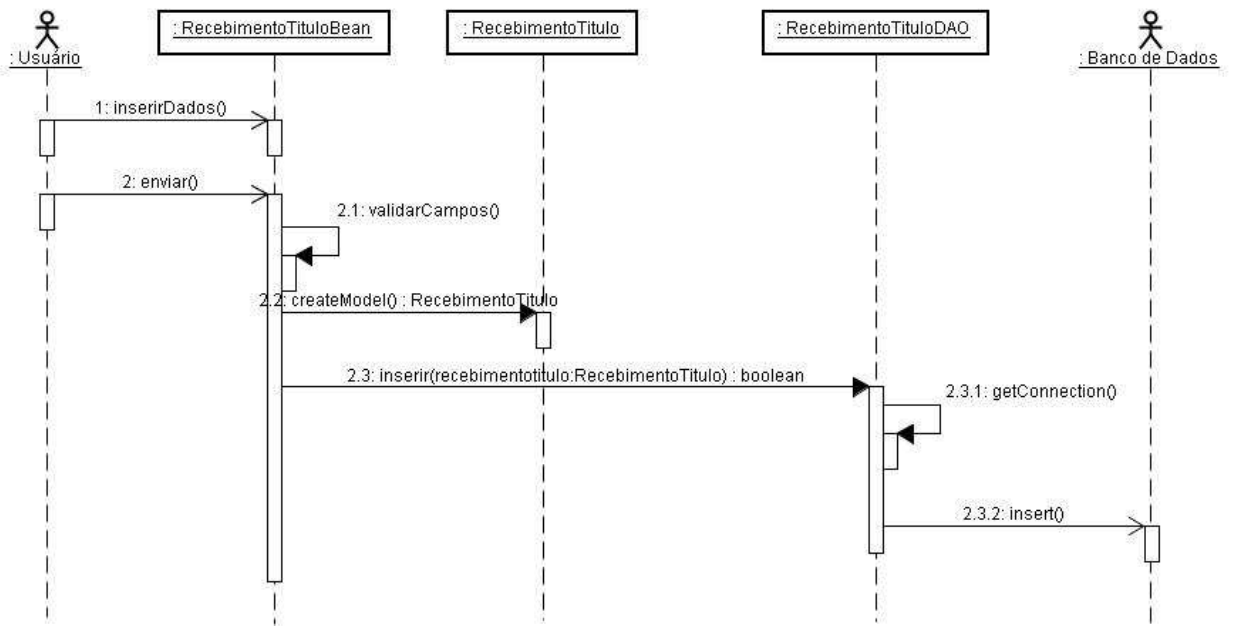 : Usuário
: RecebimentoTituloBean
: RecebimentoTitulo
: RecebimentoTituloDAO
: Banco de Dados
1: inserirDados()
2: enviar()
2.1: validarCampos()
2.2: createModel() : RecebimentoTitulo
2.3: inserir(recebimentotitulo:RecebimentoTitulo) : boolean
2.3.1: getConnection()
2.3.2: insert()